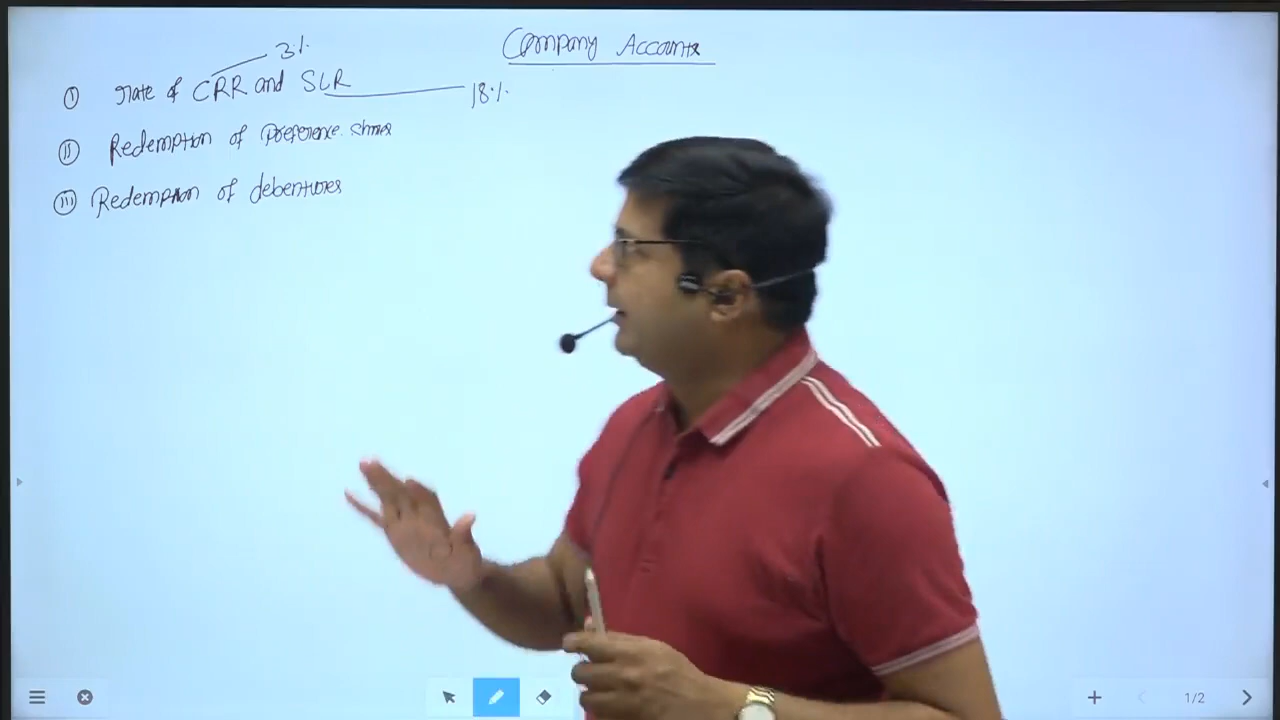 Company Accounts
3%
I rate of CRR and SLR
18%
II Redemption of preference shares
III Redemption of debentures
1/2